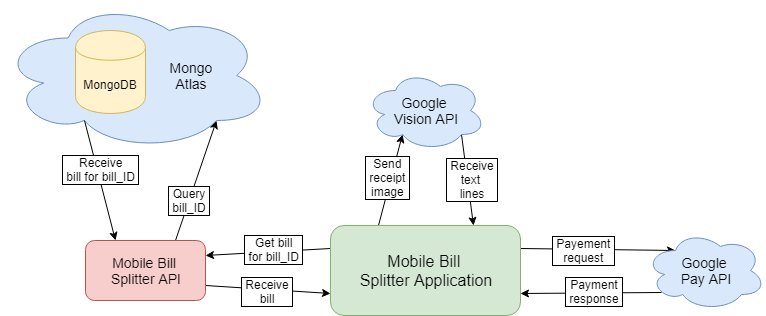 MongoDB
Mongo
Atlas
Google
Vision API
Receive
bill for bill_ID
Query
bill_ID
Send
receipt
image
Receive
text
lines
Mobile Bill
Splitter API
Get bill
for bill_ID
Receive
bill
Mobile Bill
Splitter Application
Payement
request
Payment
response
Google
Pay API